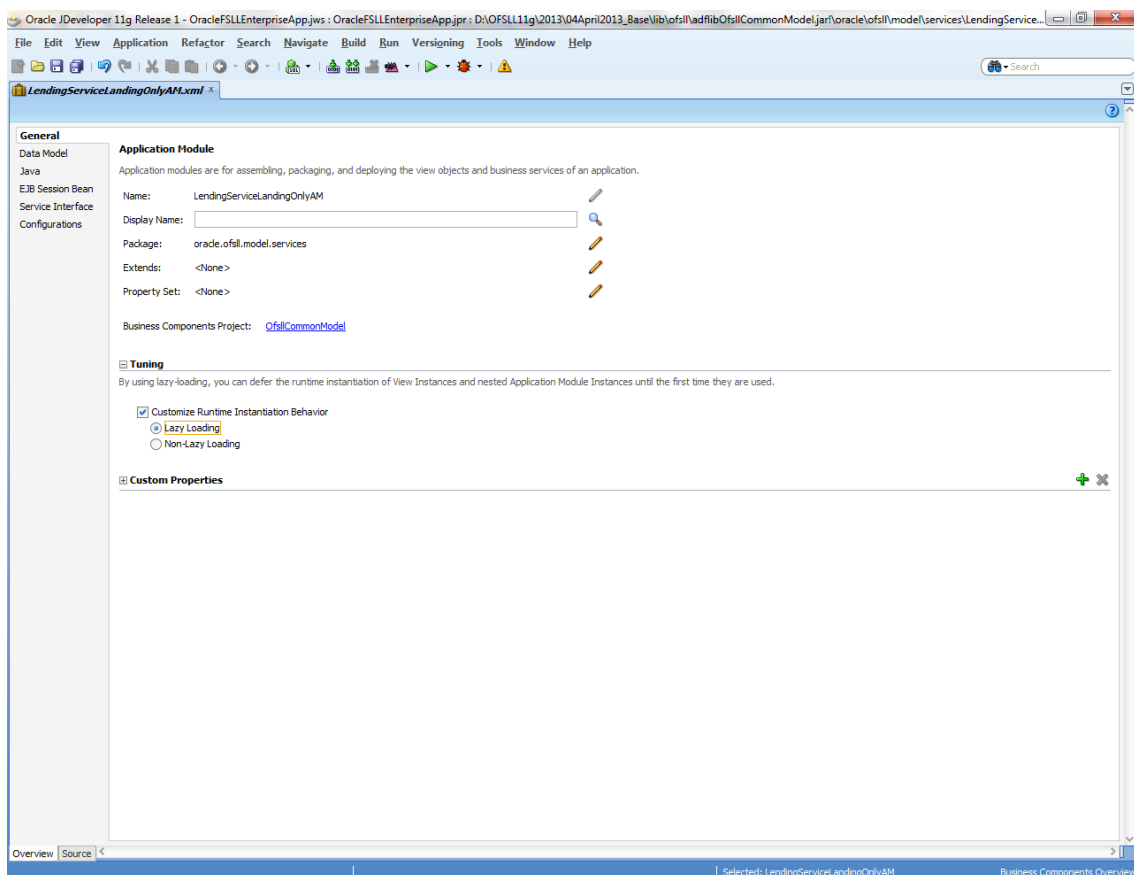 Oracle JDeveloper 11g Release 1 - OracleFSLLEnterpriseApp.jws : OracleFSLLEnterpriseApp.jpr : D:\OFSLL11g\2013\04April2013_Base\lib\ofsll\adflibOfsllCommonModel.jar!\oracle\ofsll\model\services\LendingService...
File Edit View Application Refactor Search Navigate Build Run Versioning Tools Window Help
Search
LendingServiceLandingOnlyAM.xml
General
Data Model
Java
EJB Session Bean
Service Interface
Configurations
Application Module
Application modules are for assembling, packaging, and deploying the view objects and business services of an application.
Name: LendingServiceLandingOnlyAM
Display Name:
Package: oracle.ofsll.model.services
Extends: <None>
Property Set: <None>
Business Components Project: OfsllCommonModel
Tuning
By using lazy-loading, you can defer the runtime instantiation of View Instances and nested Application Module Instances until the first time they are used.
Customize Runtime Instantiation Behavior
Lazy Loading
Non-Lazy Loading
Custom Properties
Overview Source
Selected: LendingServiceLandingOnlyAM Business Components Overview